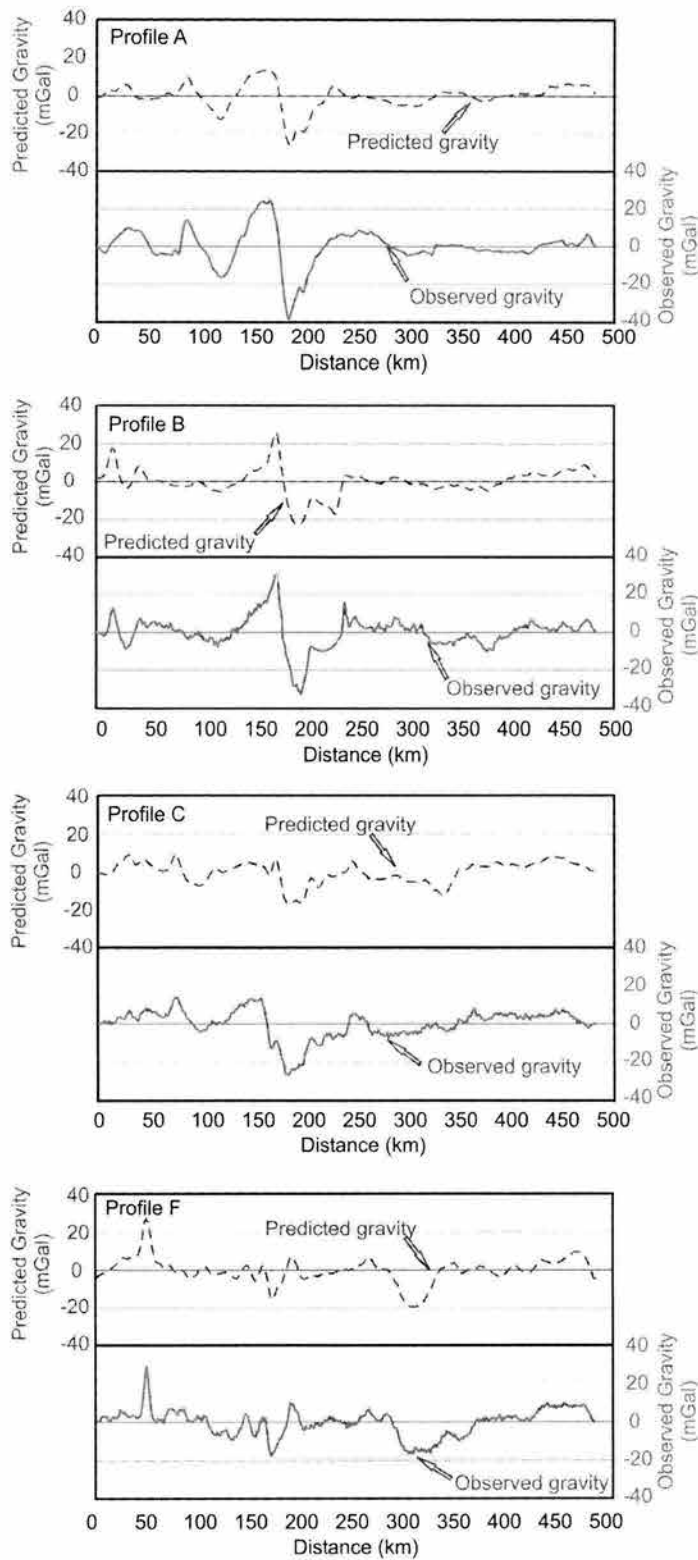 Profile A
Predicted Gravity
(mGal)
40
20
0
-20
-40
Predicted gravity
40
20
0
-20
-40
Observed Gravity
(mGal)
Observed gravity
0 50 100 150 200 250 300 350 400 450 500
Distance (km)
Profile B
Predicted Gravity
(mGal)
40
20
0
-20
-40
Predicted gravity
40
20
0
-20
-40
Observed Gravity
(mGal)
Observed gravity
0 50 100 150 200 250 300 350 400 450 500
Distance (km)
Profile C
Predicted Gravity
(mGal)
40
20
0
-20
-40
Predicted gravity
40
20
0
-20
-40
Observed Gravity
(mGal)
Observed gravity
0 50 100 150 200 250 300 350 400 450 500
Distance (km)
Profile F
Predicted Gravity
(mGal)
40
20
0
-20
-40
Predicted gravity
40
20
0
-20
-40
Observed Gravity
(mGal)
Observed gravity
0 50 100 150 200 250 300 350 400 450 500
Distance (km)